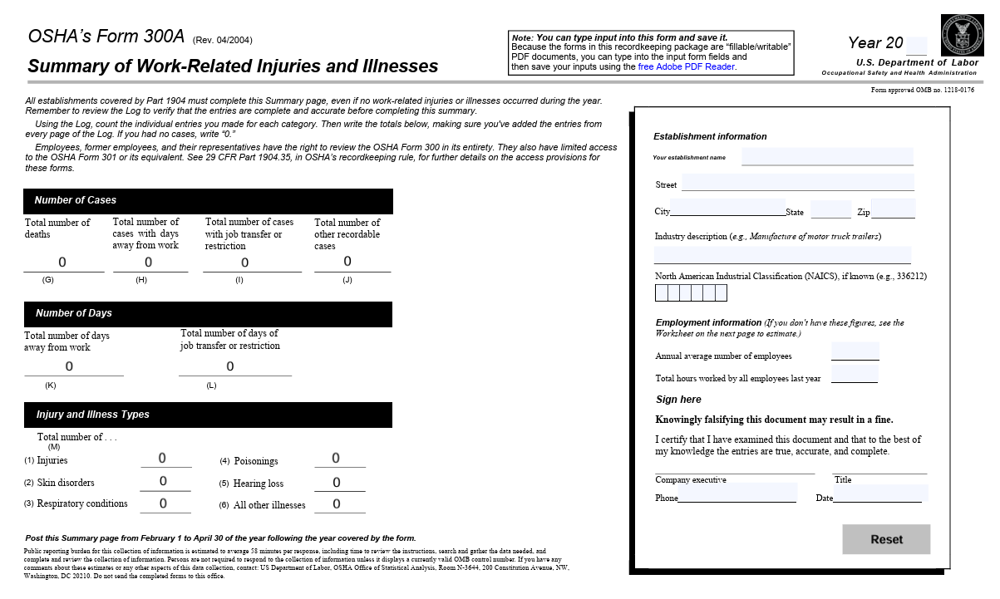 OSHA's Form 300A (Rev. 04/2004)
Summary of Work-Related Injuries and Illnesses
Note: You can type input into this form and save it.
Because the forms in this recordkeeping package are “fillable/writable”
PDF documents, you can type into the input form fields and
then save your inputs using the free Adobe PDF Reader.
Year 20
U.S. Department of Labor
Occupational Safety and Health Administration
Form approved OMB no. 1218-0176
All establishments covered by Part 1904 must complete this Summary page, even if no work-related injuries or illnesses occurred during the year.
Remember to review the Log to verify that the entries are complete and accurate before completing this summary.
Using the Log, count the individual entries you made for each category. Then write the totals below, making sure you've added the entries from
every page of the Log. If you had no cases, write “0.”
Employees, former employees, and their representatives have the right to review the OSHA Form 300 in its entirety. They also have limited access
to the OSHA Form 301 or its equivalent. See 29 CFR Part 1904.35, in OSHA's recordkeeping rule, for further details on the access provisions for
these forms.
Number of Cases
Total number of
deaths
0
(G)
Total number of
cases with days
away from work
0
(H)
Total number of cases
with job transfer or
restriction
0
(I)
Total number of
other recordable
cases
0
(J)
Number of Days
Total number of days
away from work
0
(K)
Total number of days of
job transfer or restriction
0
(L)
Injury and Illness Types
Total number of . . .
(M)
(1) Injuries 0
(2) Skin disorders 0
(3) Respiratory conditions 0
(4) Poisonings 0
(5) Hearing loss 0
(6) All other illnesses 0
Post this Summary page from February 1 to April 30 of the year following the year covered by the form.
Public reporting burden for this collection of information is estimated to average 58 minutes per response, including time to review the instructions, search and gather the data needed, and
complete and review the collection of information. Persons are not required to respond to the collection of information unless it displays a currently valid OMB control number. If you have any
comments about these estimates or any other aspects of this data collection, contact: US Department of Labor, OSHA Office of Statistical Analysis, Room N-3644, 200 Constitution Avenue, NW,
Washington, DC 20210. Do not send the completed forms to this office.
Establishment information
Your establishment name
Street
City State Zip
Industry description (e.g., Manufacture of motor truck trailers)
North American Industrial Classification (NAICS), if known (e.g., 336212)
Employment information (If you don't have these figures, see the
Worksheet on the next page to estimate.)
Annual average number of employees
Total hours worked by all employees last year
Sign here
Knowingly falsifying this document may result in a fine.
I certify that I have examined this document and that to the best of
my knowledge the entries are true, accurate, and complete.
Company executive Title
Phone Date
Reset